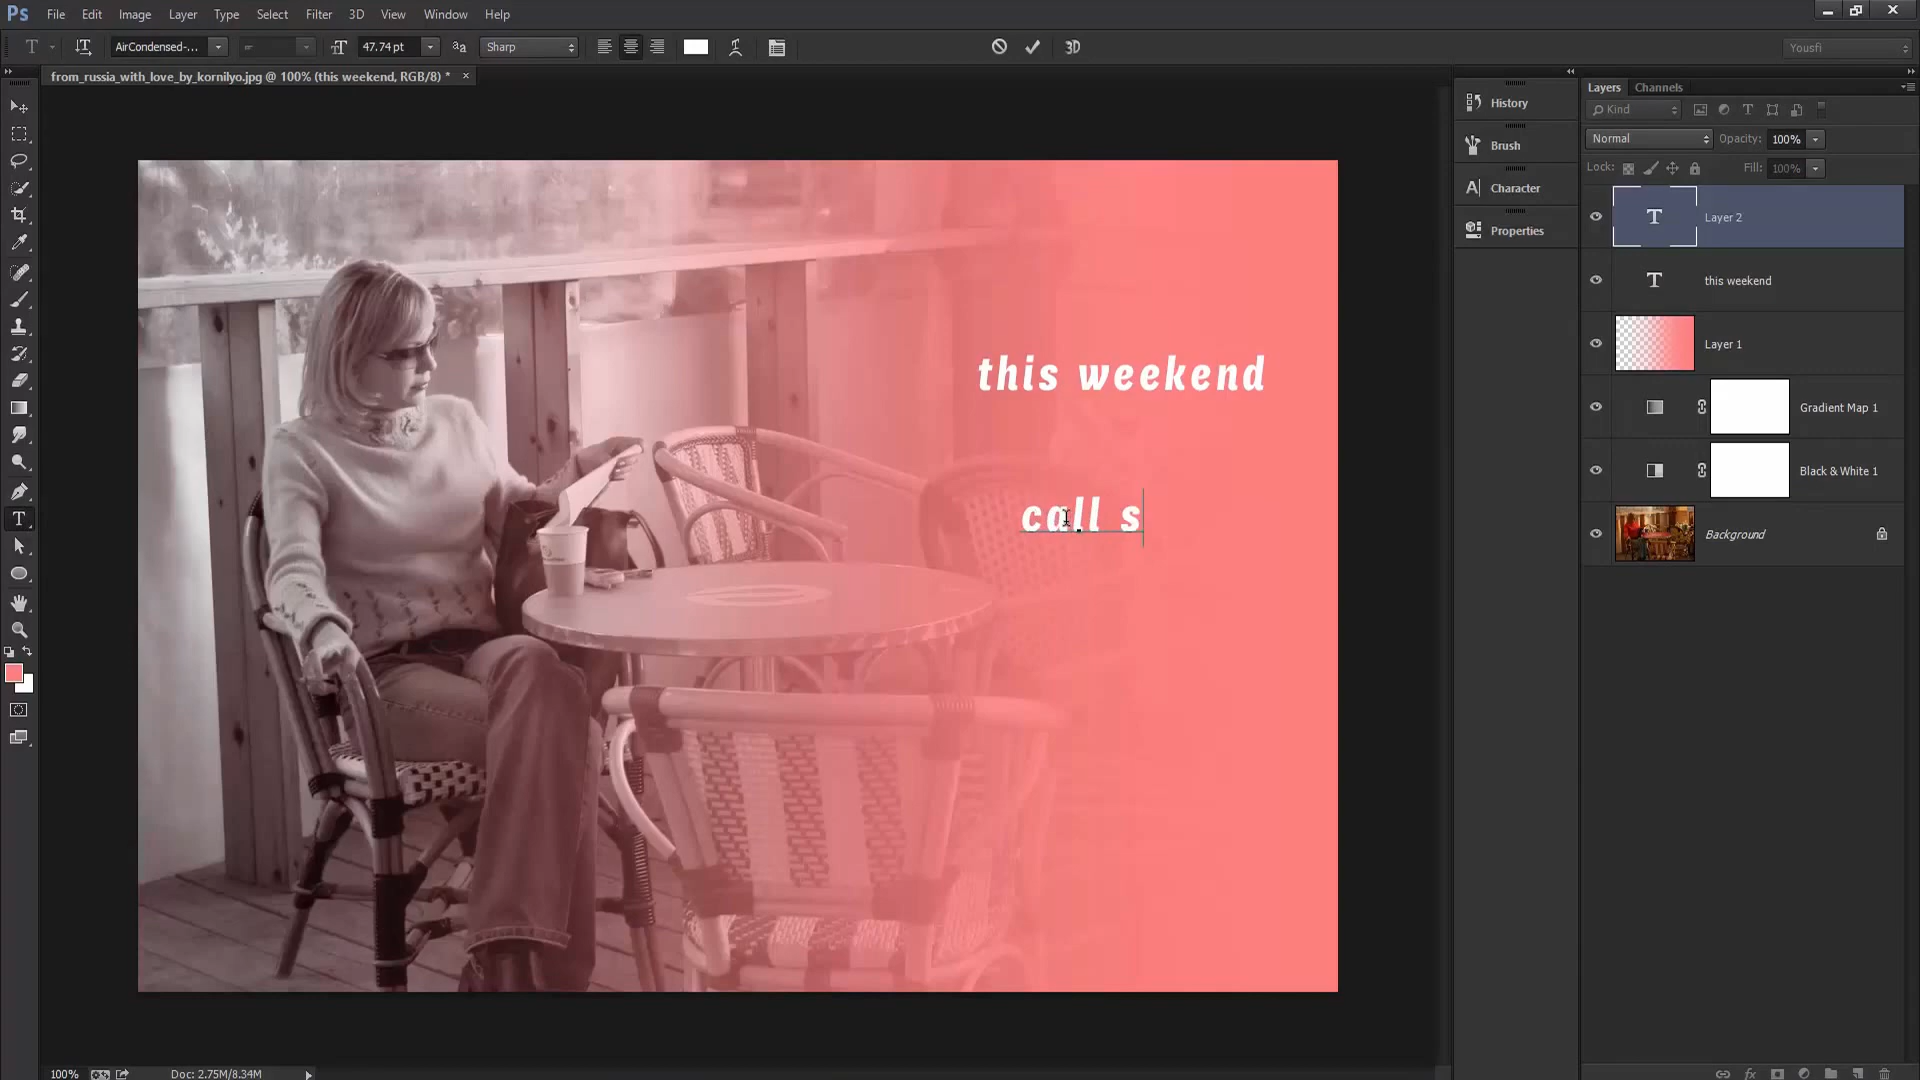 Ps File Edit Image Layer Type Select Filter 3D View Window Help
T AirCondensed-... 47.74 pt aa Sharp 3D Yousfi
from_russia_with_love_by_kornilyo.jpg @ 100% (this weekend, RGB/8) * ×
History
Brush
Character
Properties
Layers Channels
Kind
Normal Opacity: 100%
Lock: Fill: 100%
T Layer 2
T this weekend
Layer 1
Gradient Map 1
Black & White 1
Background
this weekend
call s
100% Doc: 2.75M/8.34M
fx